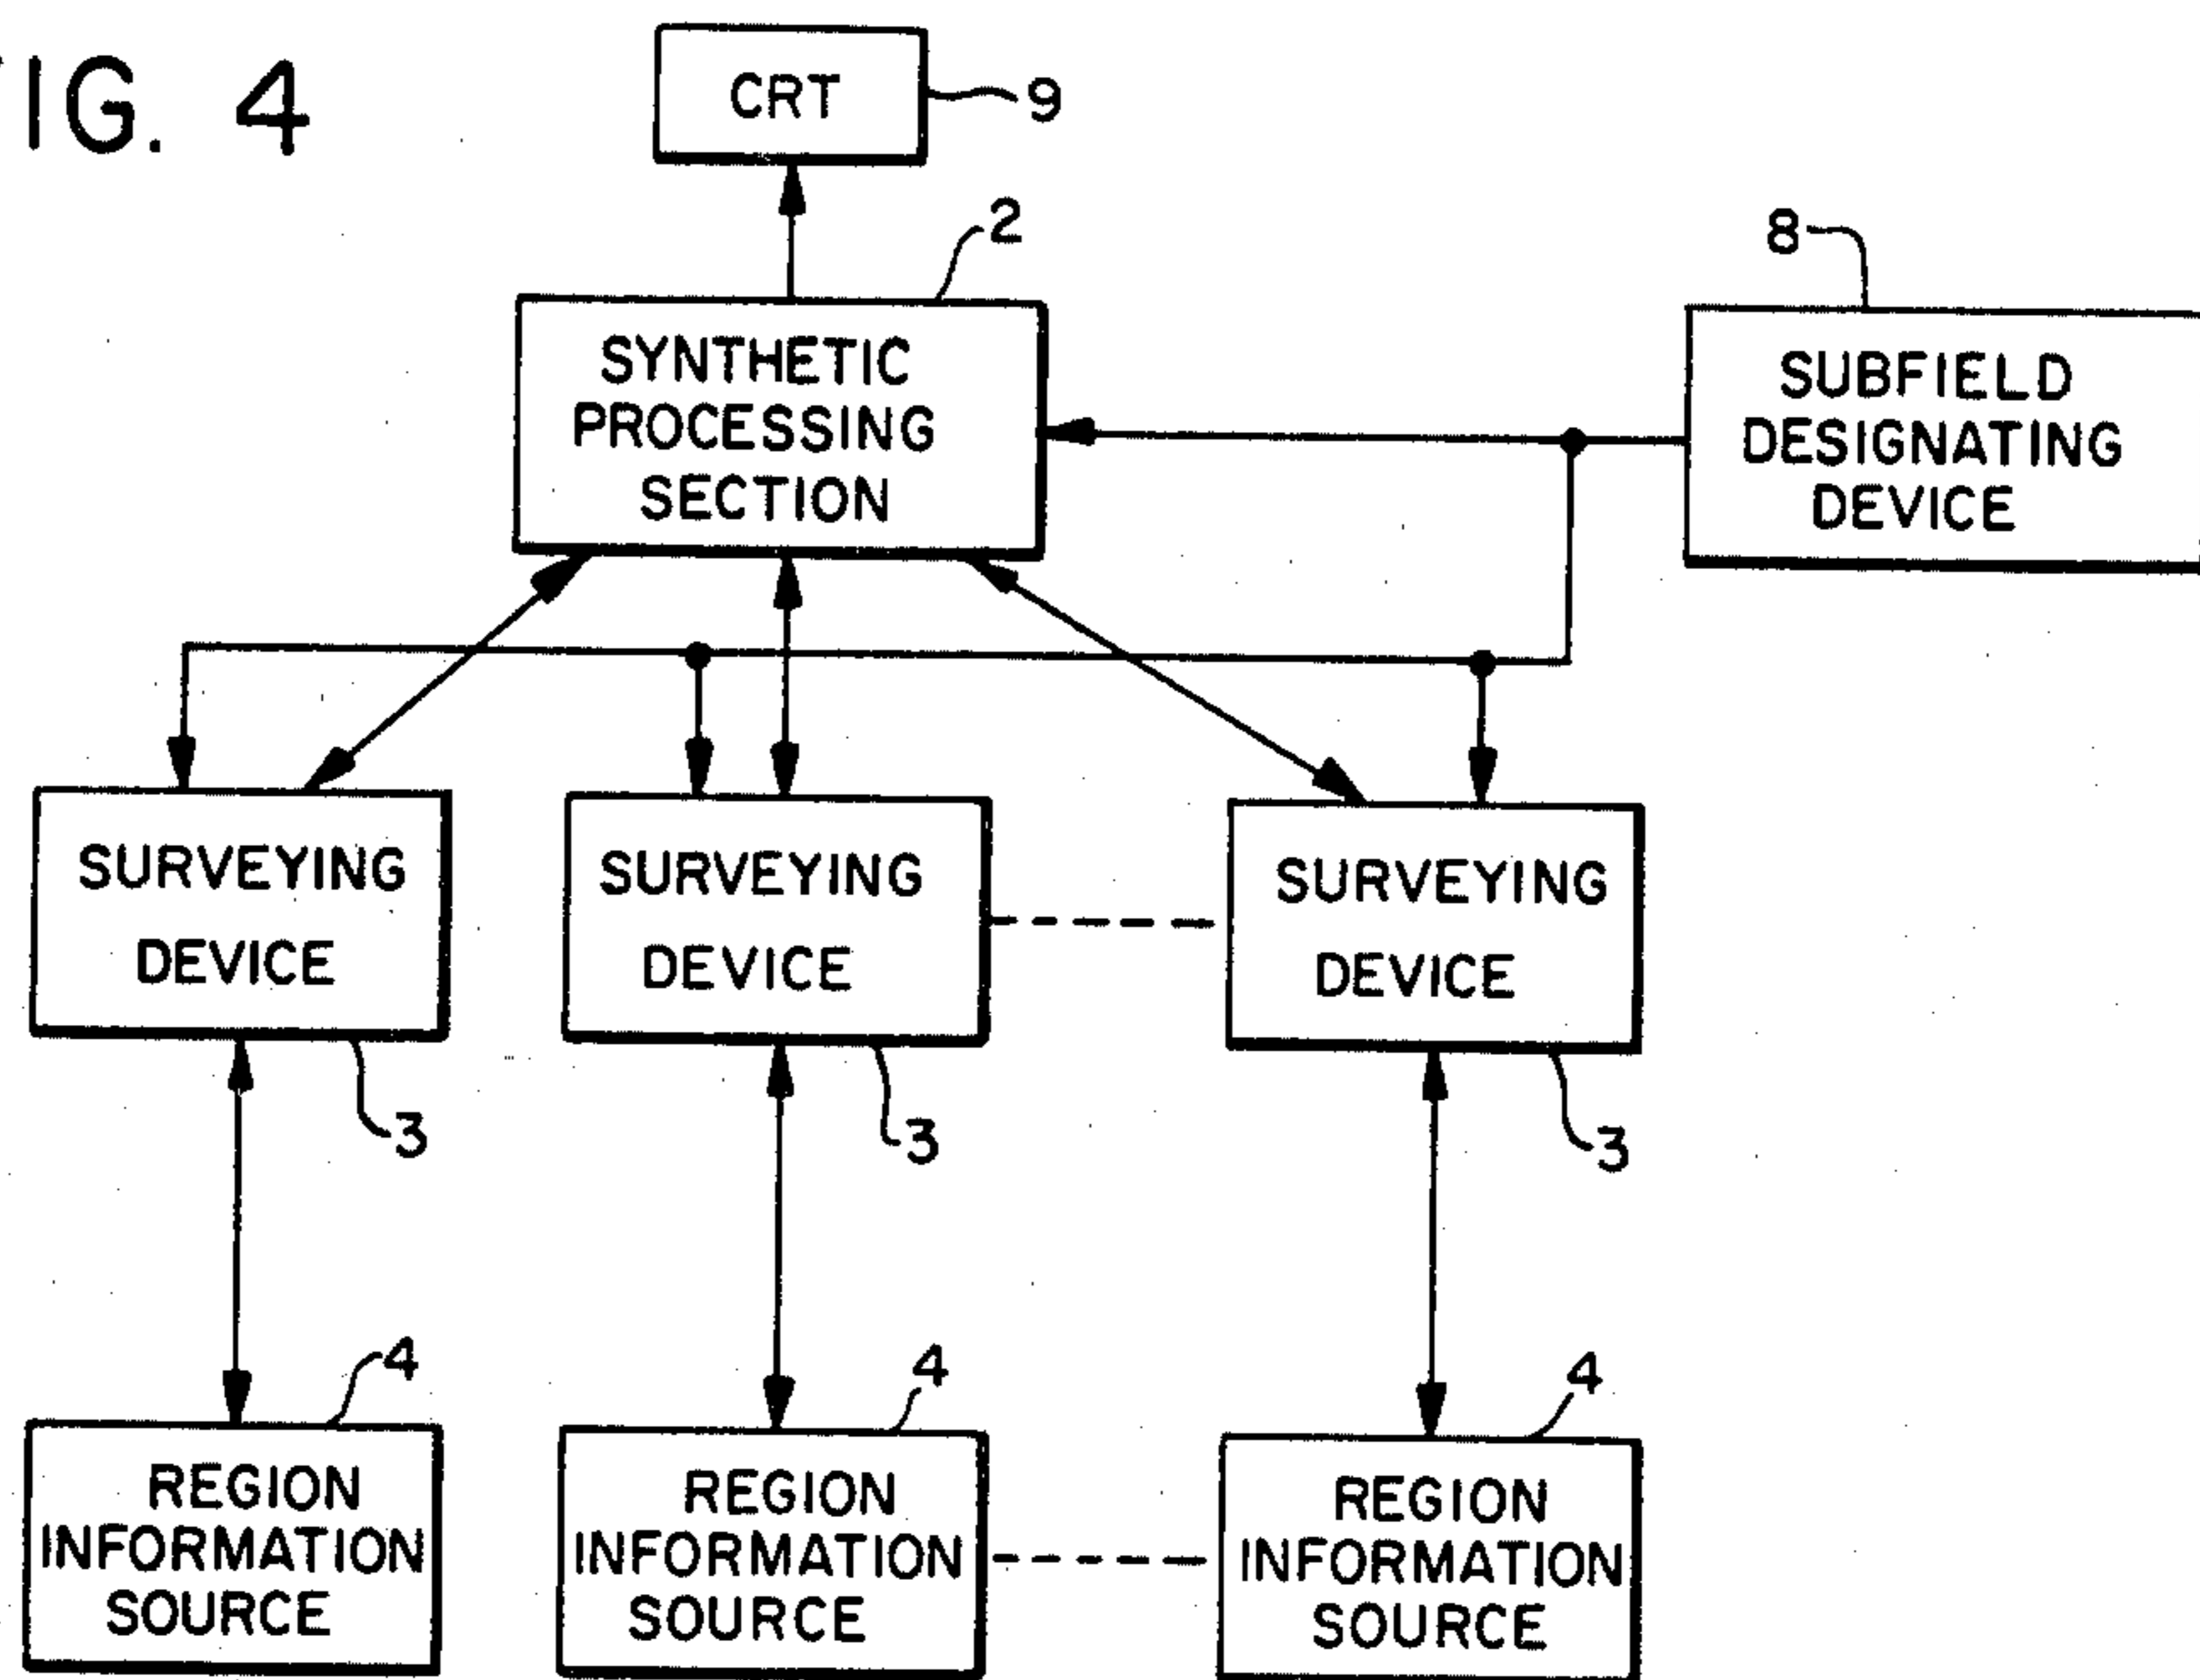 FIG. 4
CRT
9
2
8
SYNTHETIC
PROCESSING
SECTION
SUBFIELD
DESIGNATING
DEVICE
SURVEYING
DEVICE
SURVEYING
DEVICE
SURVEYING
DEVICE
3
3
3
4
4
4
REGION
INFORMATION
SOURCE
REGION
INFORMATION
SOURCE
REGION
INFORMATION
SOURCE